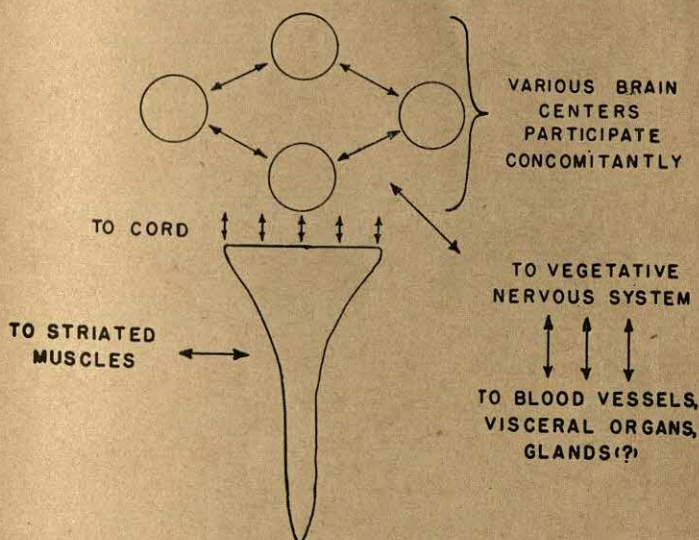 VARIOUS BRAIN
CENTERS
PARTICIPATE
CONCOMITANTLY
TO CORD
TO VEGETATIVE
NERVOUS SYSTEM
TO STRIATED
MUSCLES
TO BLOOD VESSELS,
VISCERAL ORGANS,
GLANDS(?)